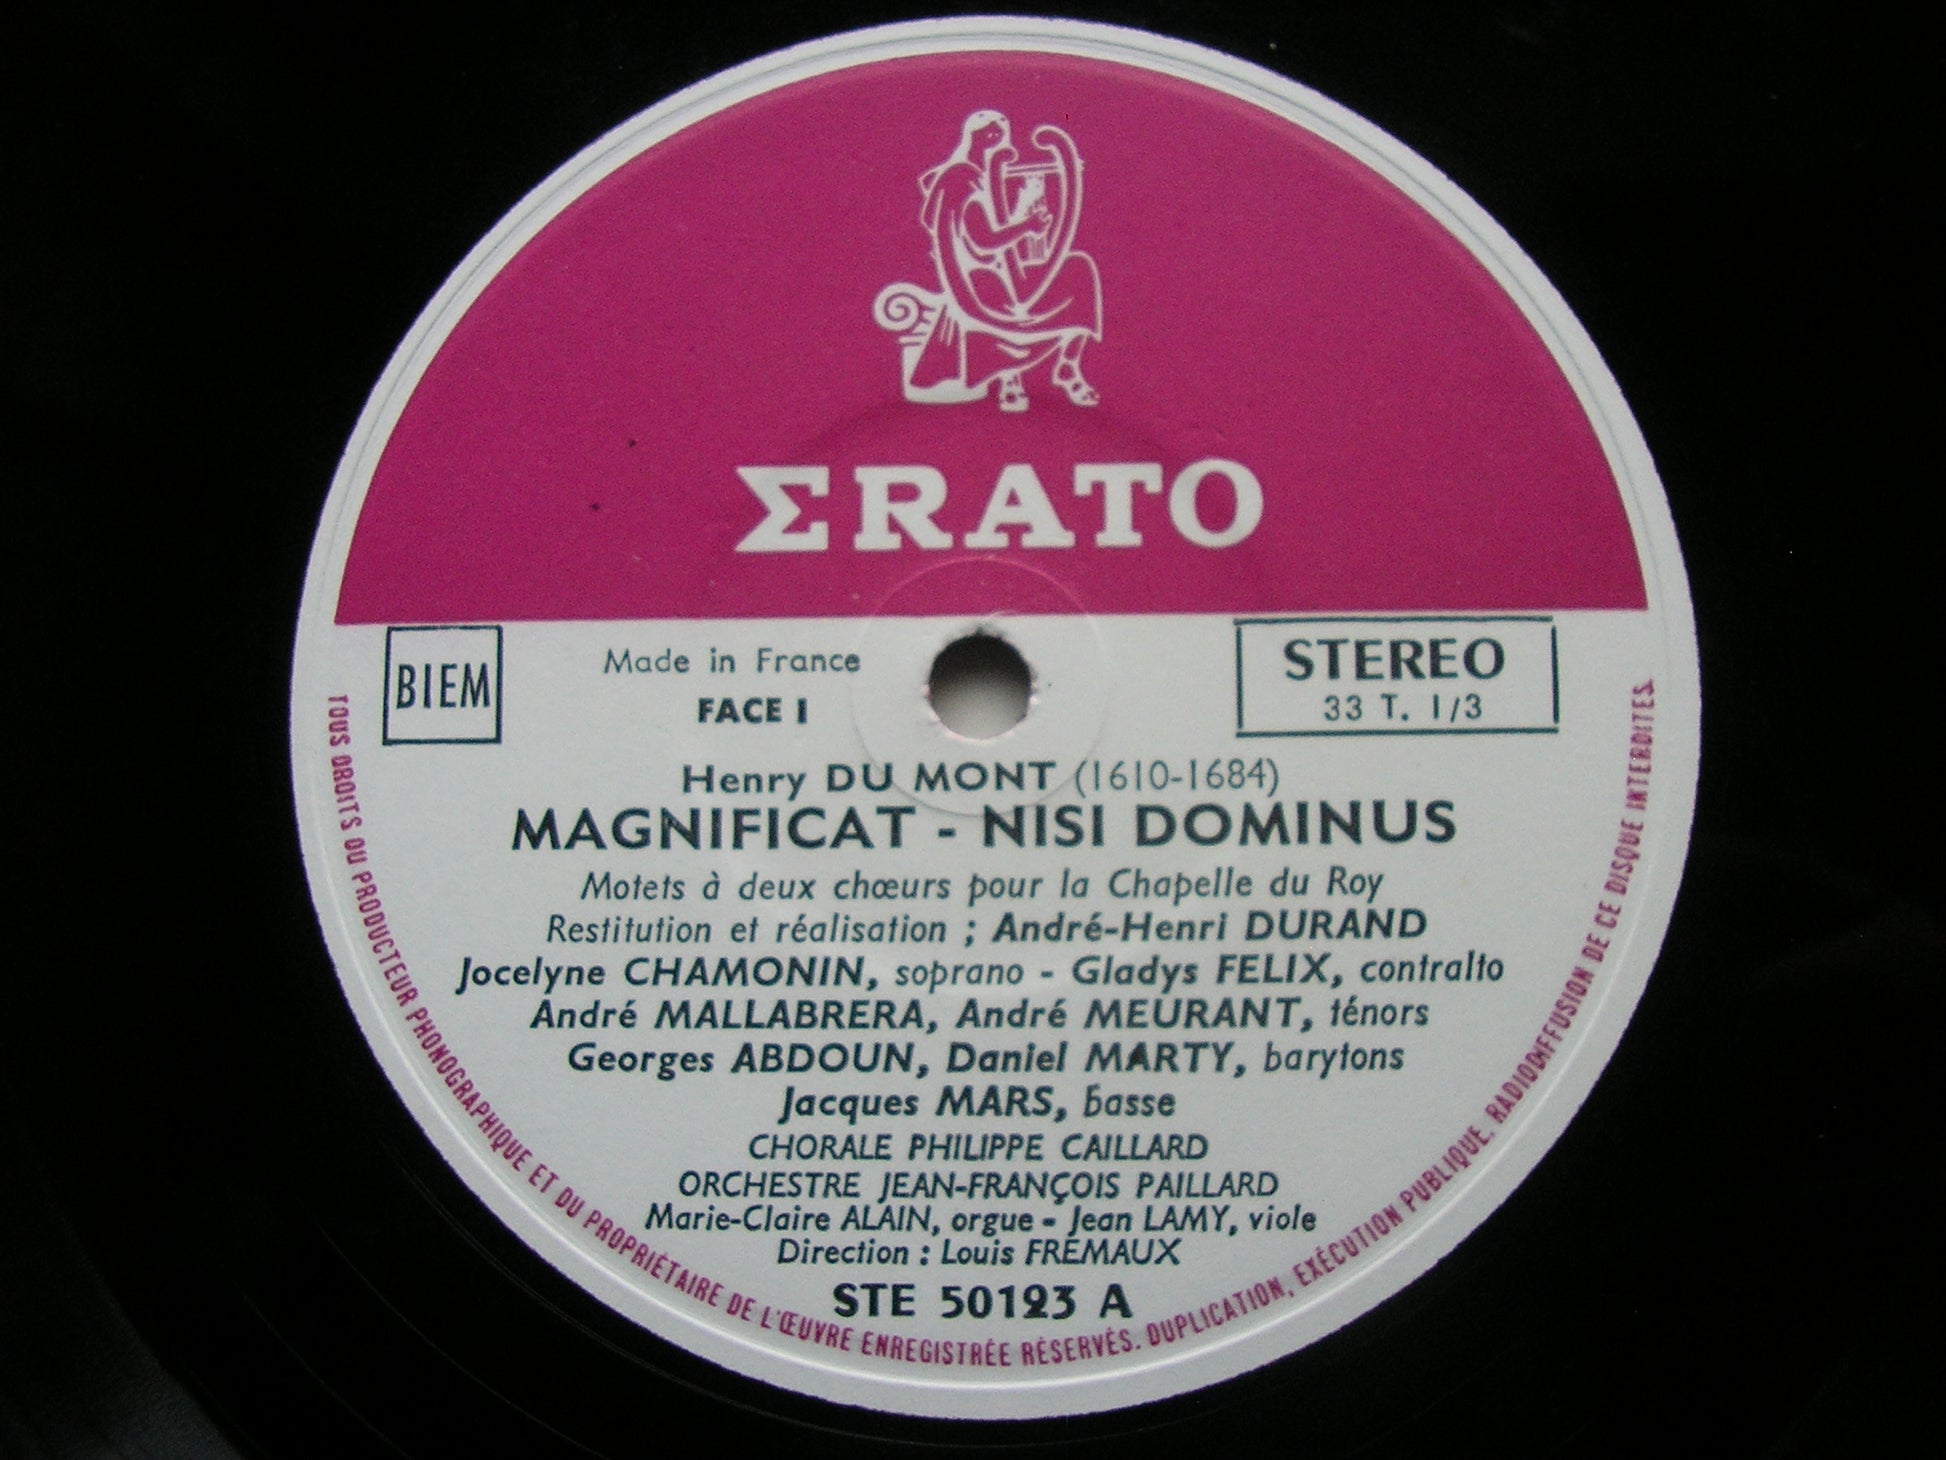 ΣRATO
BIEM
Made in France
FACE I
STEREO
33 T. 1/3
Henry DU MONT (1610-1684)
MAGNIFICAT - NISI DOMINUS
Motets à deux chœurs pour la Chapelle du Roy
Restitution et réalisation ; André-Henri DURAND
Jocelyne CHAMONIN, soprano - Gladys FELIX, contralto
André MALLABRERA, André MEURANT, ténors
Georges ABDOUN, Daniel MARTY, barytons
Jacques MARS, basse
CHORALE PHILIPPE CAILLARD
ORCHESTRE JEAN-FRANÇOIS PAILLARD
Marie-Claire ALAIN, orgue - Jean LAMY, viole
Direction : Louis FRÉMAUX
STE 50123 A
TOUS DROITS DU PRODUCTEUR PHONOGRAPHIQUE ET DU PROPRIÉTAIRE DE L'ŒUVRE ENREGISTRÉE RÉSERVÉS. DUPLICATION, EXÉCUTION PUBLIQUE, RADIODIFFUSION DE CE DISQUE INTERDITES.